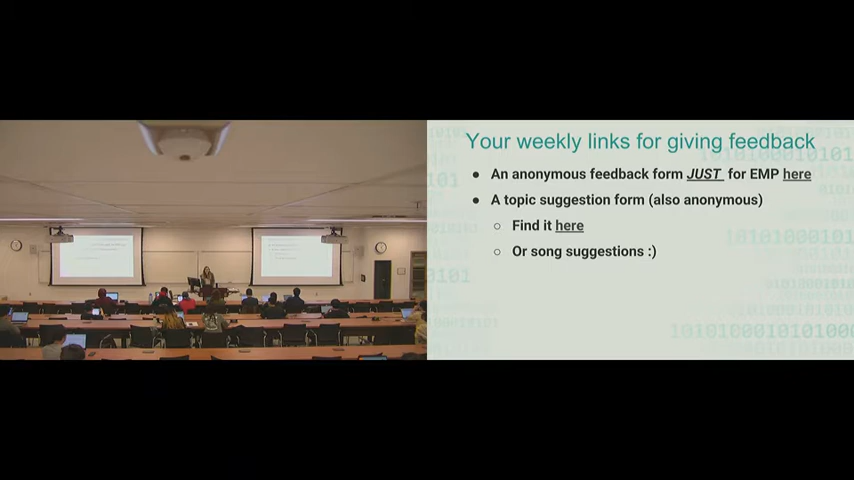 Your weekly links for giving feedback
● An anonymous feedback form JUST for EMP here
● A topic suggestion form (also anonymous)
○ Find it here
○ Or song suggestions :)